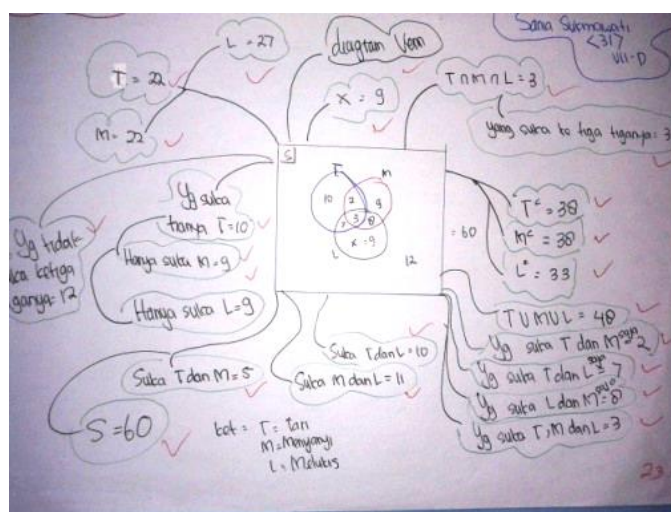 Sana Sukmawati
<31>
VII-D
L = 27
diagram Venn
T = 22
x = 9
T∩M∩L = 3
M = 22
yang suka ke tiga tiganya = 3
S
T
M
10
2
9
3
7
8
L
x = 9
12
= 60
Yg suka
hanya T = 10
Hanya suka M = 9
Hanya suka L = 9
Yg tidak
suka ketiga
ganya = 12
T^c = 38
M^c = 38
L^c = 33
T U M U L = 48
Yg suka T dan M saja = 2
Yg suka T dan L saja = 7
Yg suka L dan M saja = 8
Yg suka T, M dan L = 3
Suka T dan L = 10
Suka M dan L = 11
Suka T dan M = 5
S = 60
ket = T = tari
M = Menyanyi
L = Melukis
23